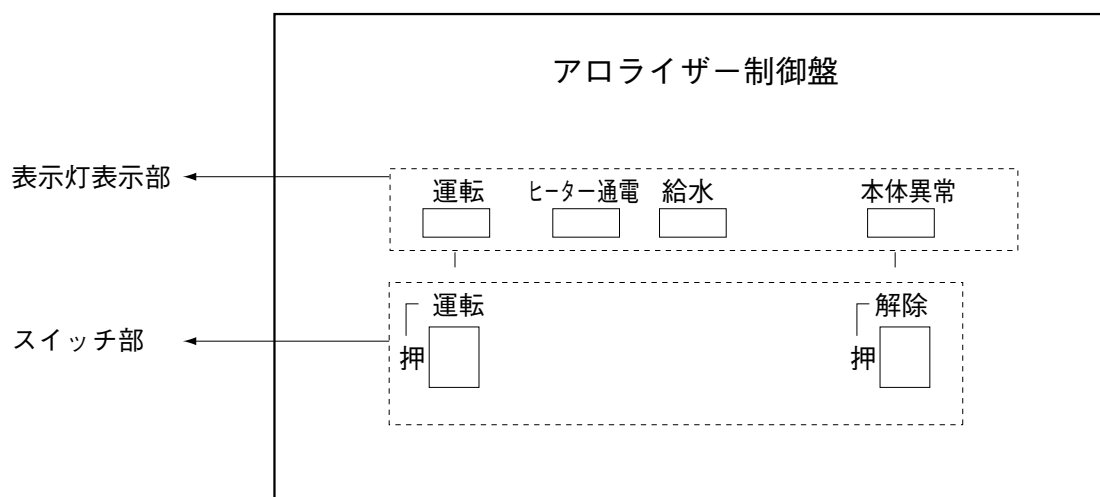 アロライザー制御盤
表示灯表示部
運転 ヒーター通電 給水 本体異常
運転 解除
スイッチ部
押 押